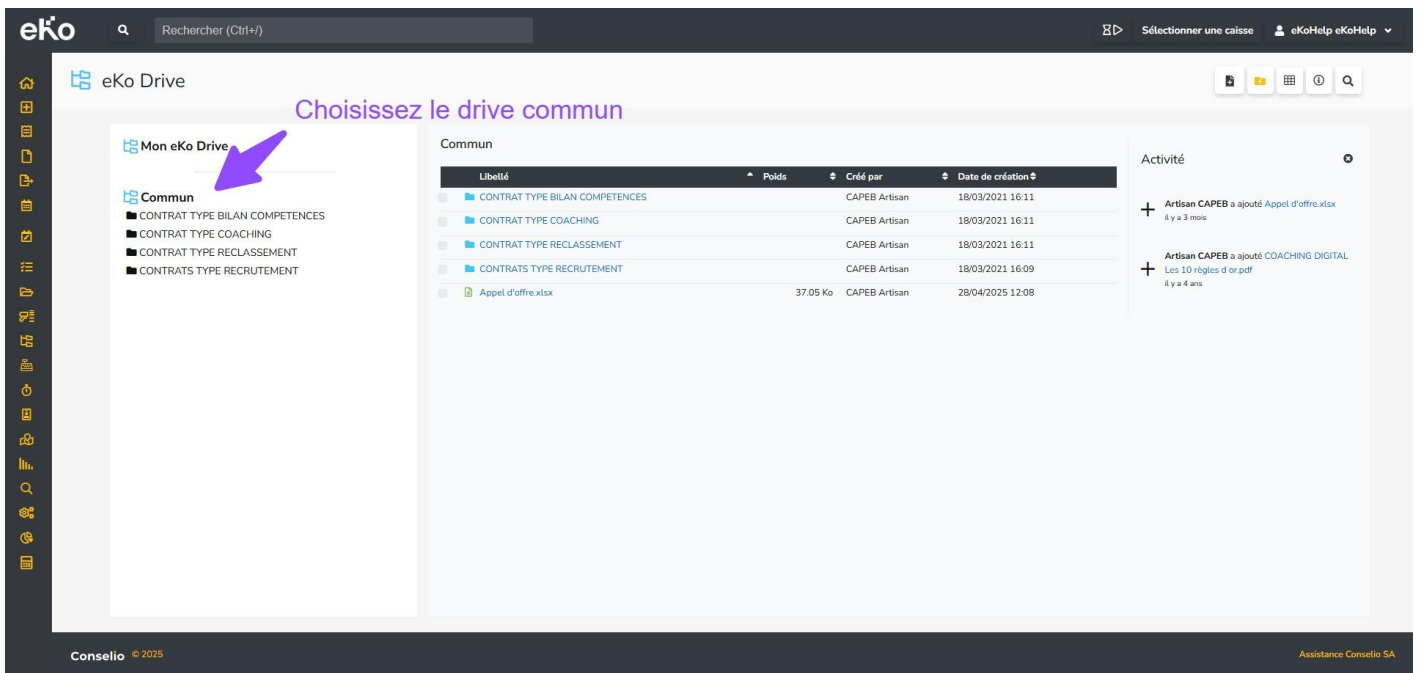 eKo
Rechercher (Ctrl+/)
Sélectionner une caisse
eKoHelp eKoHelp
eKo Drive
Choisissez le drive commun
Mon eKo Drive
Commun
CONTRAT TYPE BILAN COMPETENCES
CONTRAT TYPE COACHING
CONTRAT TYPE RECLASSEMENT
CONTRATS TYPE RECRUTEMENT
Commun
Libellé Poids Créé par Date de création
CONTRAT TYPE BILAN COMPETENCES CAPEB Artisan 18/03/2021 16:11
CONTRAT TYPE COACHING CAPEB Artisan 18/03/2021 16:11
CONTRAT TYPE RECLASSEMENT CAPEB Artisan 18/03/2021 16:11
CONTRATS TYPE RECRUTEMENT CAPEB Artisan 18/03/2021 16:09
Appel d'offre.xlsx 37.05 Ko CAPEB Artisan 28/04/2025 12:08
Activité
Artisan CAPEB a ajouté Appel d'offre.xlsx
il y a 3 mois
Artisan CAPEB a ajouté COACHING DIGITAL
Les 10 règles d or.pdf
il y a 4 ans
Conselio © 2025
Assistance Conselio SA